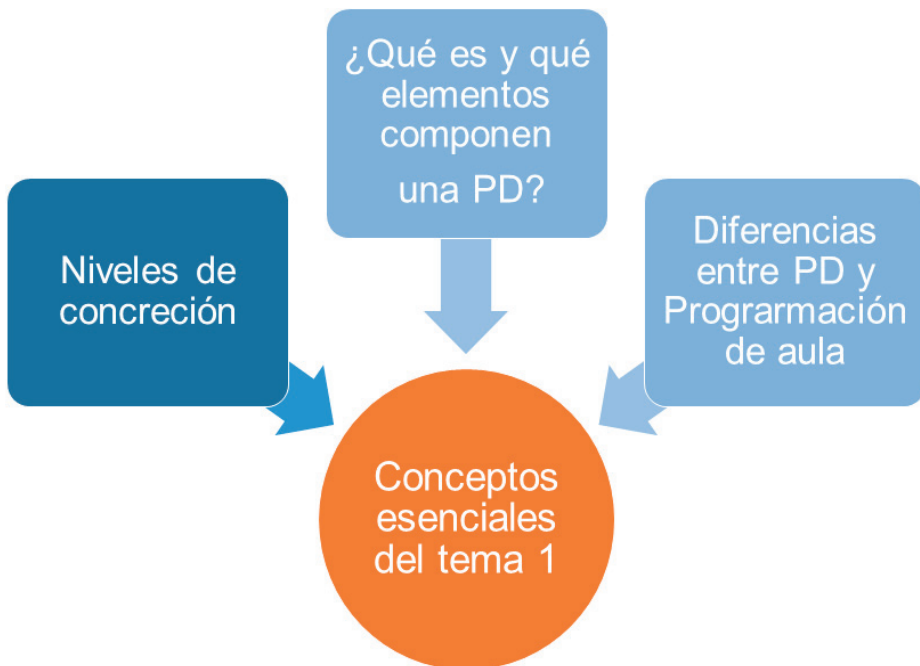 ¿Qué es y qué
elementos
componen
una PD?
Niveles de
concreción
Diferencias
entre PD y
Prograrmación
de aula
Conceptos
esenciales
del tema 1